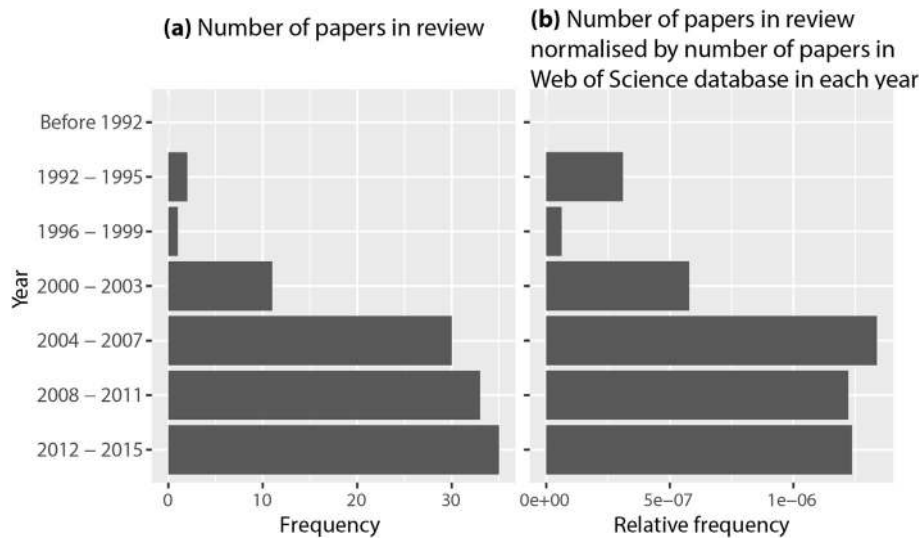 (a) Number of papers in review
(b) Number of papers in review
normalised by number of papers in
Web of Science database in each year
Year
Before 1992
1992 – 1995
1996 – 1999
2000 – 2003
2004 – 2007
2008 – 2011
2012 – 2015
0 10 20 30
Frequency
0e+00 5e-07 1e-06
Relative frequency